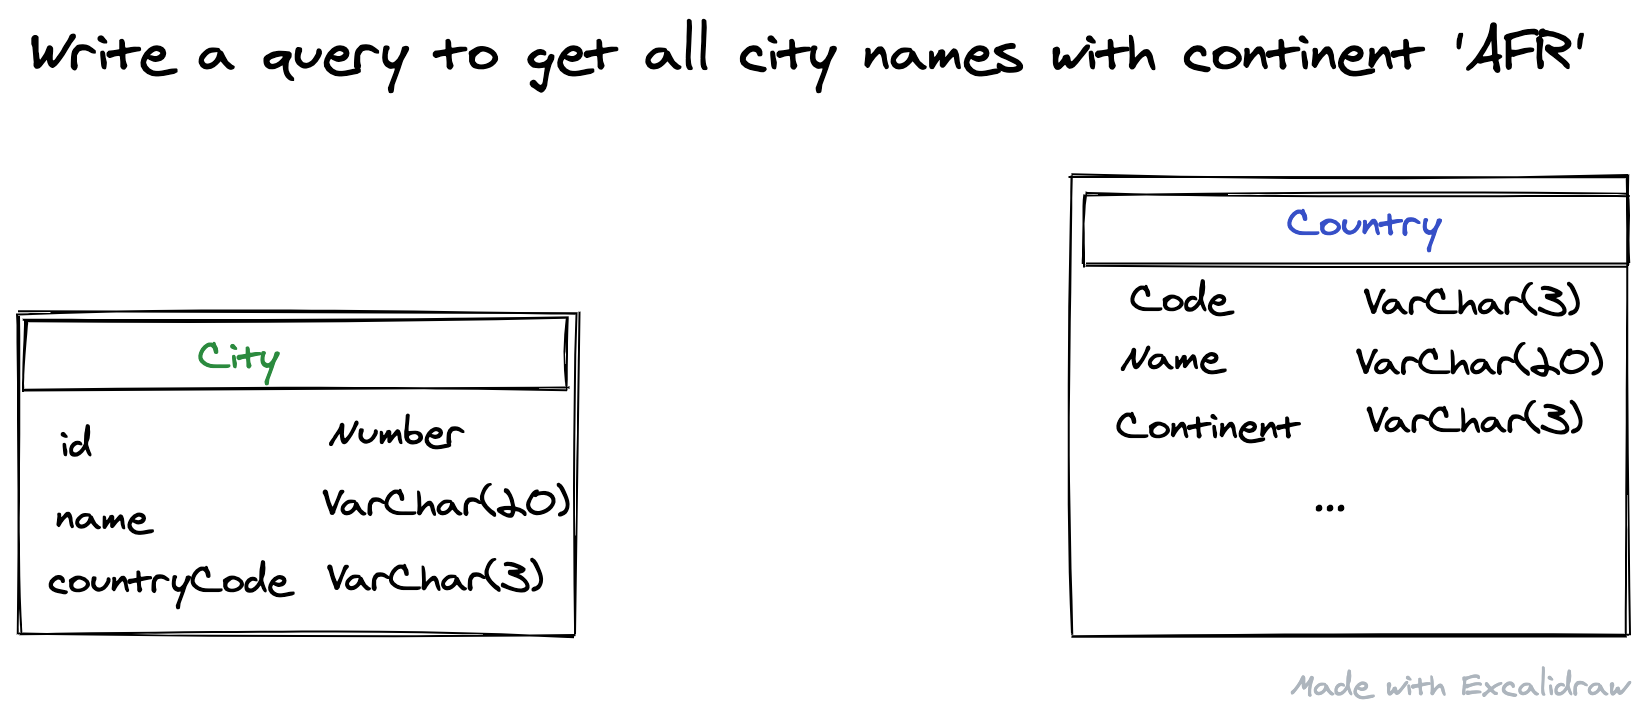 Write a query to get all city names with continent 'AFR'
Country
Code VarChar(3)
Name VarChar(20)
Continent VarChar(3)
...
City
id Number
name VarChar(20)
countryCode VarChar(3)
Made with Excalidraw